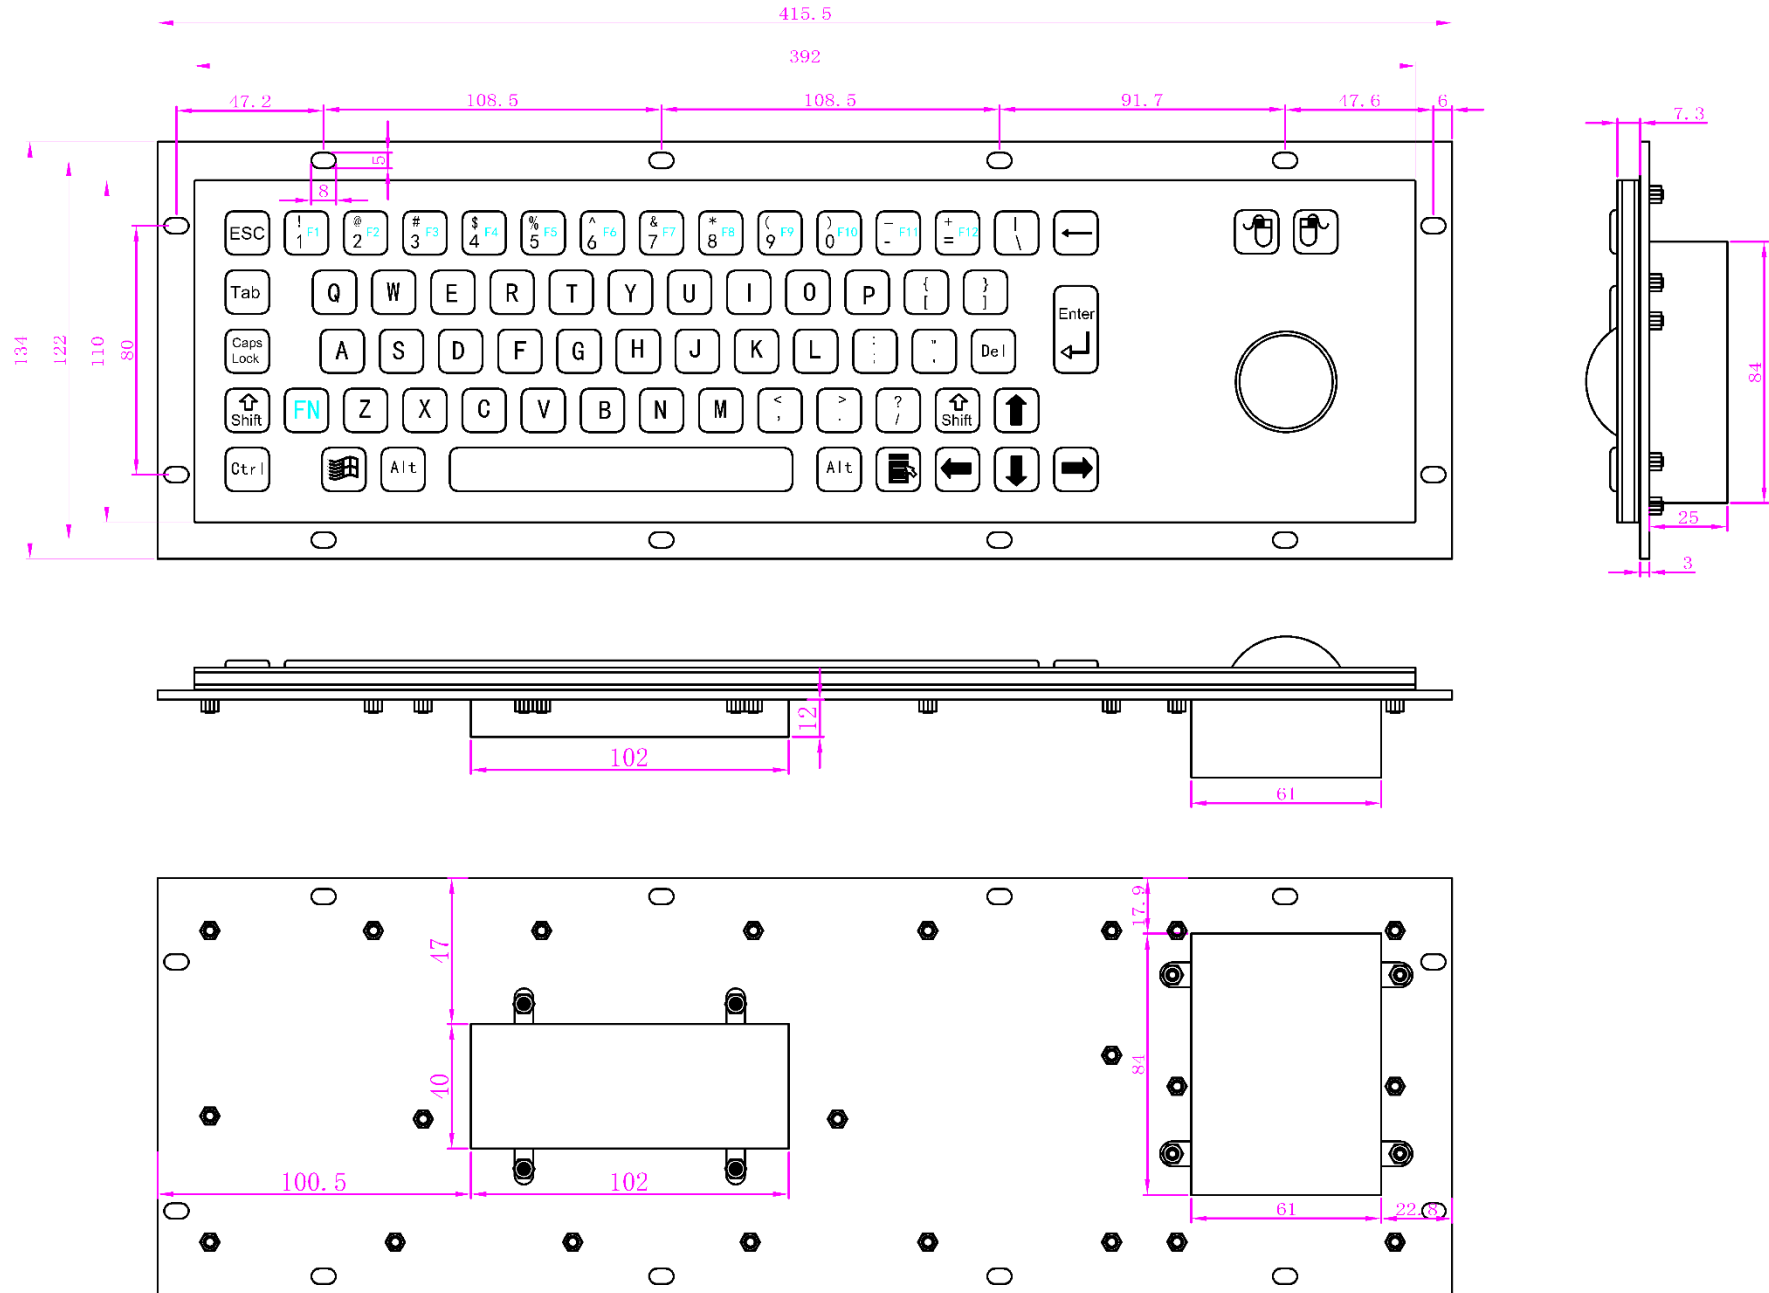 415.5
392
47.2 108.5 108.5 91.7 47.6 6
7.3
5
8
134 122 110 80
ESC ! 1 F1 @ 2 F2 # 3 F3 $ 4 F4 % 5 F5 ^ 6 F6 & 7 F7 * 8 F8 ( 9 F9 ) 0 F10 — - F11 + = F12 | \ ←
Tab Q W E R T Y U I O P { [ } ]
Enter
Caps Lock A S D F G H J K L : ; " ' Del
Shift FN Z X C V B N M < , > . ? / Shift
Ctrl Alt Alt
84
25
3
12
102
61
47
17.9
40
84
100.5 102
61 22.8